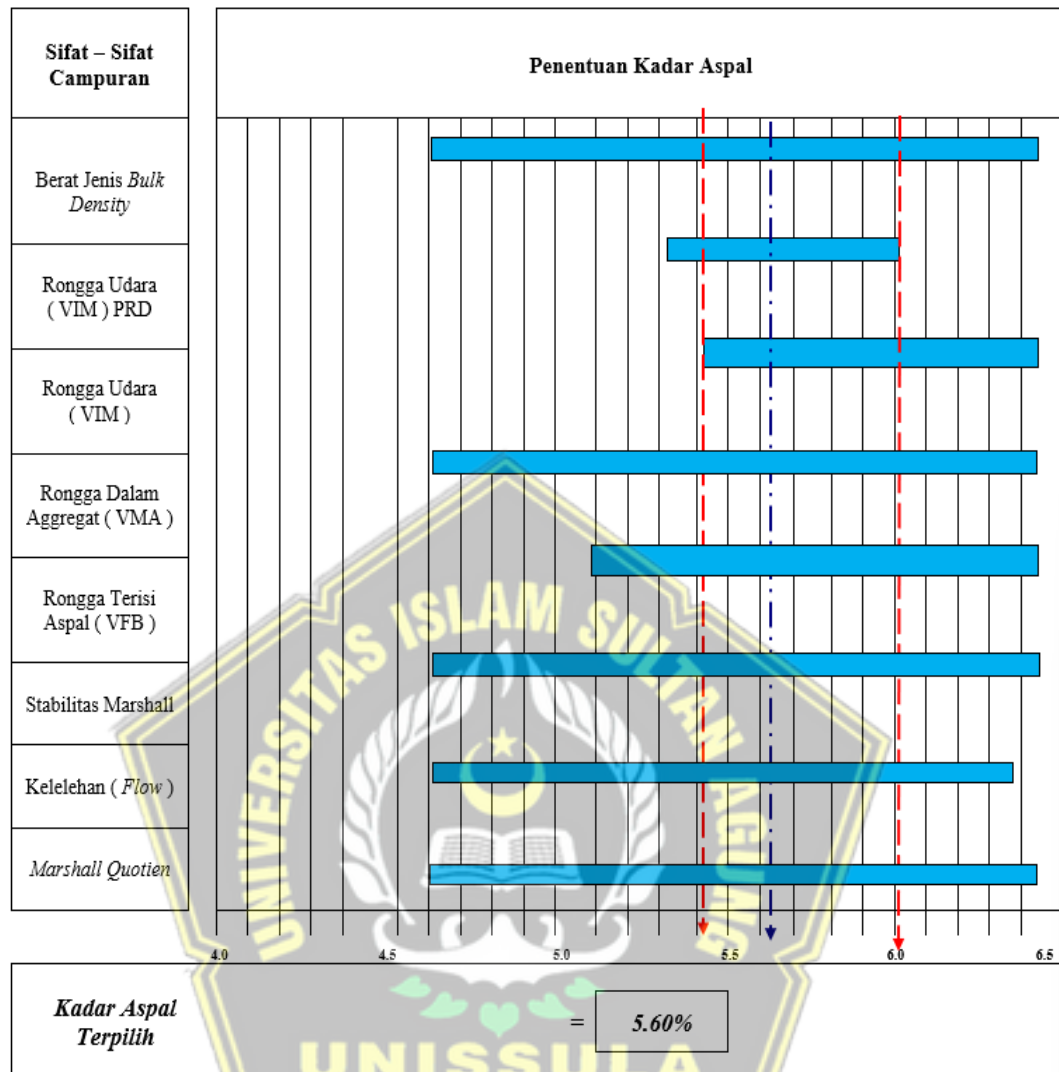 Sifat – Sifat
Campuran
Penentuan Kadar Aspal
Berat Jenis Bulk
Density
Rongga Udara
( VIM ) PRD
Rongga Udara
( VIM )
Rongga Dalam
Aggregat ( VMA )
Rongga Terisi
Aspal ( VFB )
Stabilitas Marshall
Kelelehan ( Flow )
Marshall Quotien
UNIVERSITAS ISLAM SULTAN AGUNG
4.0 4.5 5.0 5.5 6.0 6.5
Kadar Aspal
Terpilih
= 5.60%
UNISSULA